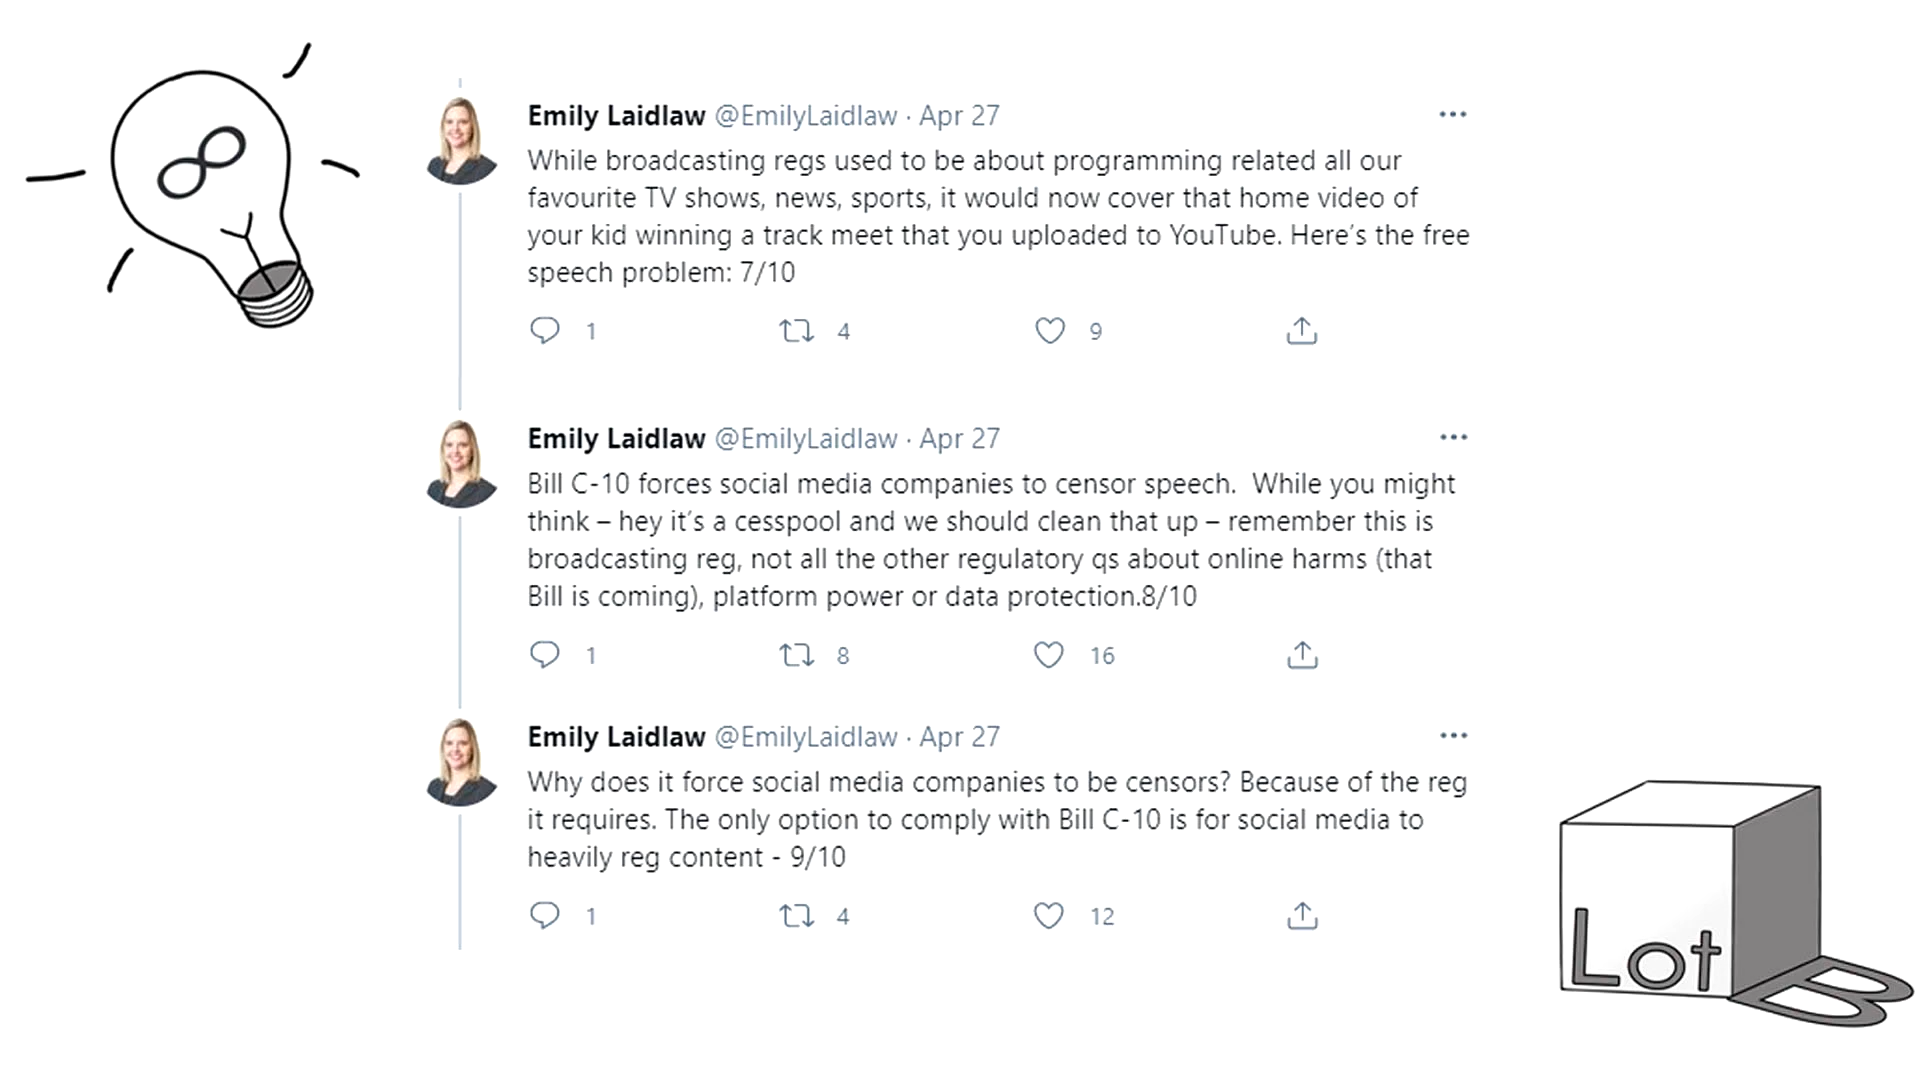 Emily Laidlaw @EmilyLaidlaw · Apr 27
While broadcasting regs used to be about programming related all our
favourite TV shows, news, sports, it would now cover that home video of
your kid winning a track meet that you uploaded to YouTube. Here's the free
speech problem: 7/10
1 4 9
Emily Laidlaw @EmilyLaidlaw · Apr 27
Bill C-10 forces social media companies to censor speech.  While you might
think – hey it's a cesspool and we should clean that up – remember this is
broadcasting reg, not all the other regulatory qs about online harms (that
Bill is coming), platform power or data protection.8/10
1 8 16
Emily Laidlaw @EmilyLaidlaw · Apr 27
Why does it force social media companies to be censors? Because of the reg
it requires. The only option to comply with Bill C-10 is for social media to
heavily reg content - 9/10
1 4 12
Lot
B